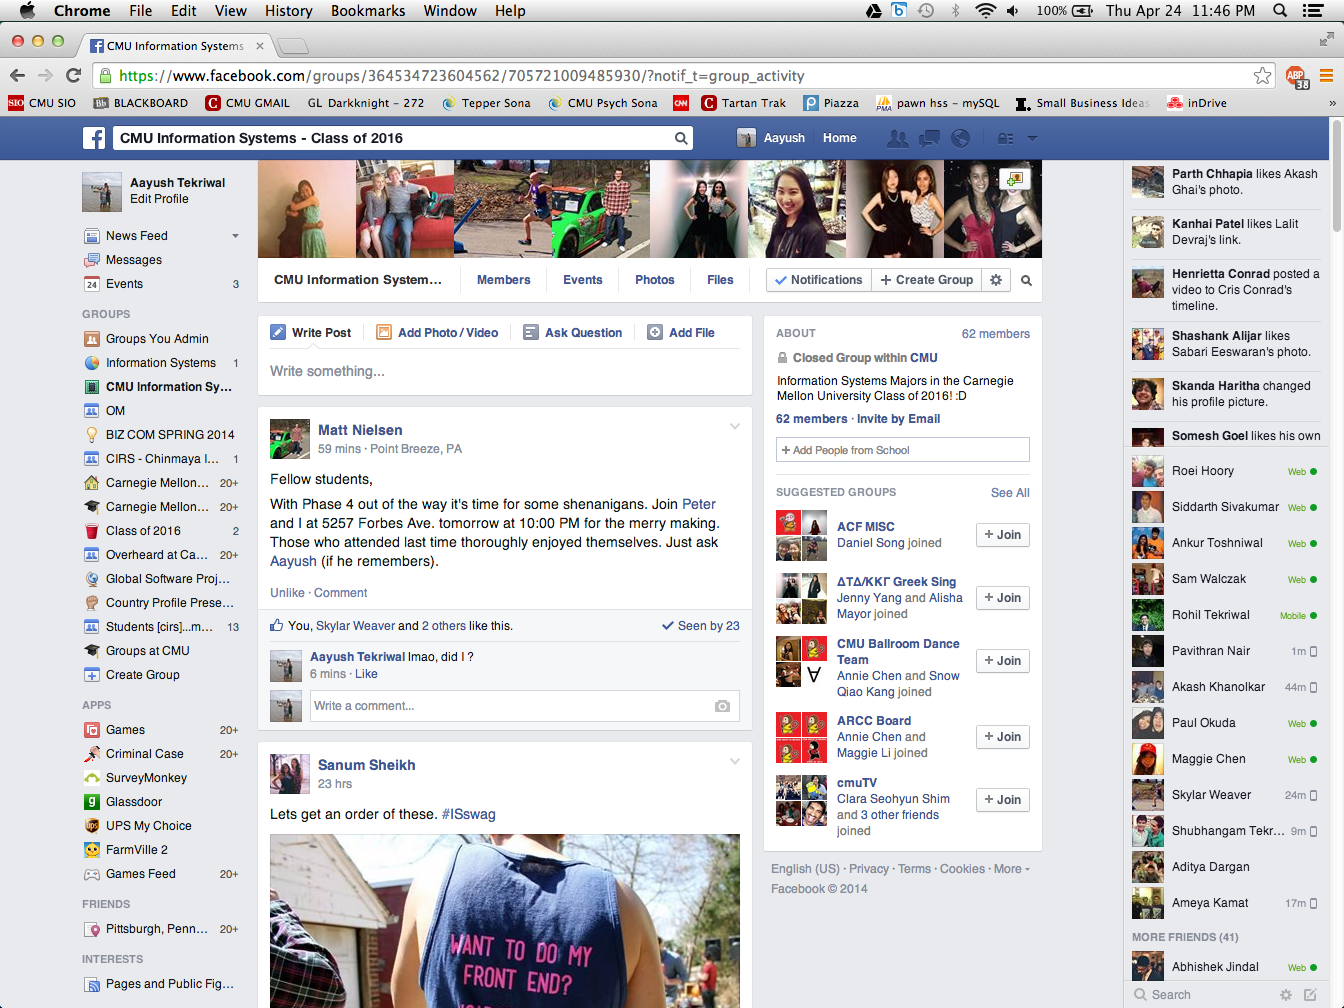 Chrome File Edit View History Bookmarks Window Help
100% Thu Apr 24 11:46 PM
CMU Information Systems
https://www.facebook.com/groups/364534723604562/705721009485930/?notif_t=group_activity
ABP 38
SIO CMU SIO
Bb BLACKBOARD
C CMU GMAIL
GL Darkknight - 272
Tepper Sona
CMU Psych Sona
CNN
C Tartan Trak
P Piazza
PMA pawn hss - mySQL
I. Small Business Ideas
inDrive
»
CMU Information Systems - Class of 2016
Aayush Home
Aayush Tekriwal
Edit Profile
News Feed
Messages
24 Events 3
GROUPS
Groups You Admin
Information Systems 1
CMU Information Sy...
OM
BIZ COM SPRING 2014
CIRS - Chinmaya I... 1
Carnegie Mellon... 20+
Carnegie Mellon... 20+
Class of 2016 2
Overheard at Ca... 20+
Global Software Proj...
Country Profile Prese...
Students [cirs]...m... 13
Groups at CMU
Create Group
APPS
Games 20+
Criminal Case 20+
SurveyMonkey
g Glassdoor
ups UPS My Choice
FarmVille 2
Games Feed 20+
FRIENDS
Pittsburgh, Penn... 20+
INTERESTS
Pages and Public Fig...
CMU Information System... Members Events Photos Files
Notifications + Create Group
Write Post Add Photo / Video Ask Question Add File
Write something...
Matt Nielsen
59 mins · Point Breeze, PA
Fellow students,
With Phase 4 out of the way it's time for some shenanigans. Join Peter
and I at 5257 Forbes Ave. tomorrow at 10:00 PM for the merry making.
Those who attended last time thoroughly enjoyed themselves. Just ask
Aayush (if he remembers).
Unlike · Comment
You, Skylar Weaver and 2 others like this. Seen by 23
Aayush Tekriwal lmao, did I ?
6 mins · Like
Write a comment...
Sanum Sheikh
23 hrs
Lets get an order of these. #ISswag
WANT TO DO MY
FRONT END?
ABOUT 62 members
Closed Group within CMU
Information Systems Majors in the Carnegie
Mellon University Class of 2016! :D
62 members · Invite by Email
+ Add People from School
SUGGESTED GROUPS See All
ACF MISC
Daniel Song joined
+ Join
ΔΤΔ/ΚΚΓ Greek Sing
Jenny Yang and Alisha
Mayor joined
+ Join
CMU Ballroom Dance
Team
Annie Chen and Snow
Qiao Kang joined
+ Join
ARCC Board
Annie Chen and
Maggie Li joined
+ Join
cmuTV
Clara Seohyun Shim
and 3 other friends
joined
+ Join
English (US) · Privacy · Terms · Cookies · More
Facebook © 2014
Parth Chhapia likes Akash
Ghai's photo.
Kanhai Patel likes Lalit
Devraj's link.
Henrietta Conrad posted a
video to Cris Conrad's
timeline.
Shashank Alijar likes
Sabari Eeswaran's photo.
Skanda Haritha changed
his profile picture.
Somesh Goel likes his own
Roei Hoory Web
Siddarth Sivakumar Web
Ankur Toshniwal Web
Sam Walczak Web
Rohil Tekriwal Mobile
Pavithran Nair 1m
Akash Khanolkar 44m
Paul Okuda Web
Maggie Chen Web
Skylar Weaver 24m
Shubhangam Tekr... 9m
Aditya Dargan
Ameya Kamat 17m
MORE FRIENDS (41)
Abhishek Jindal Web
Search